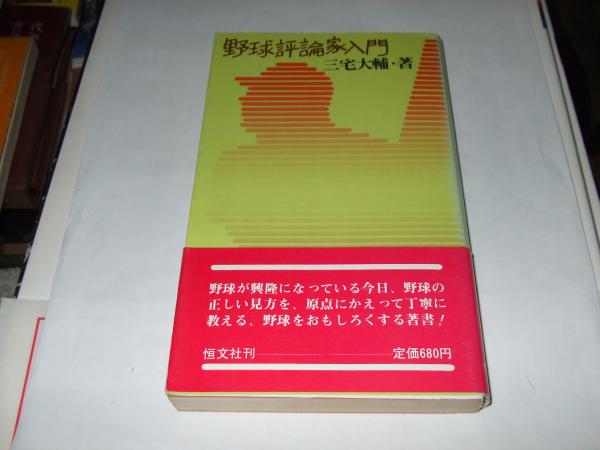 野球評論家入門
三宅大輔・著
野球が興隆になっている今日、野球の
正しい見方を、原点にかえって丁寧に
教える、野球をおもしろくする著書!
恒文社刊 定価680円